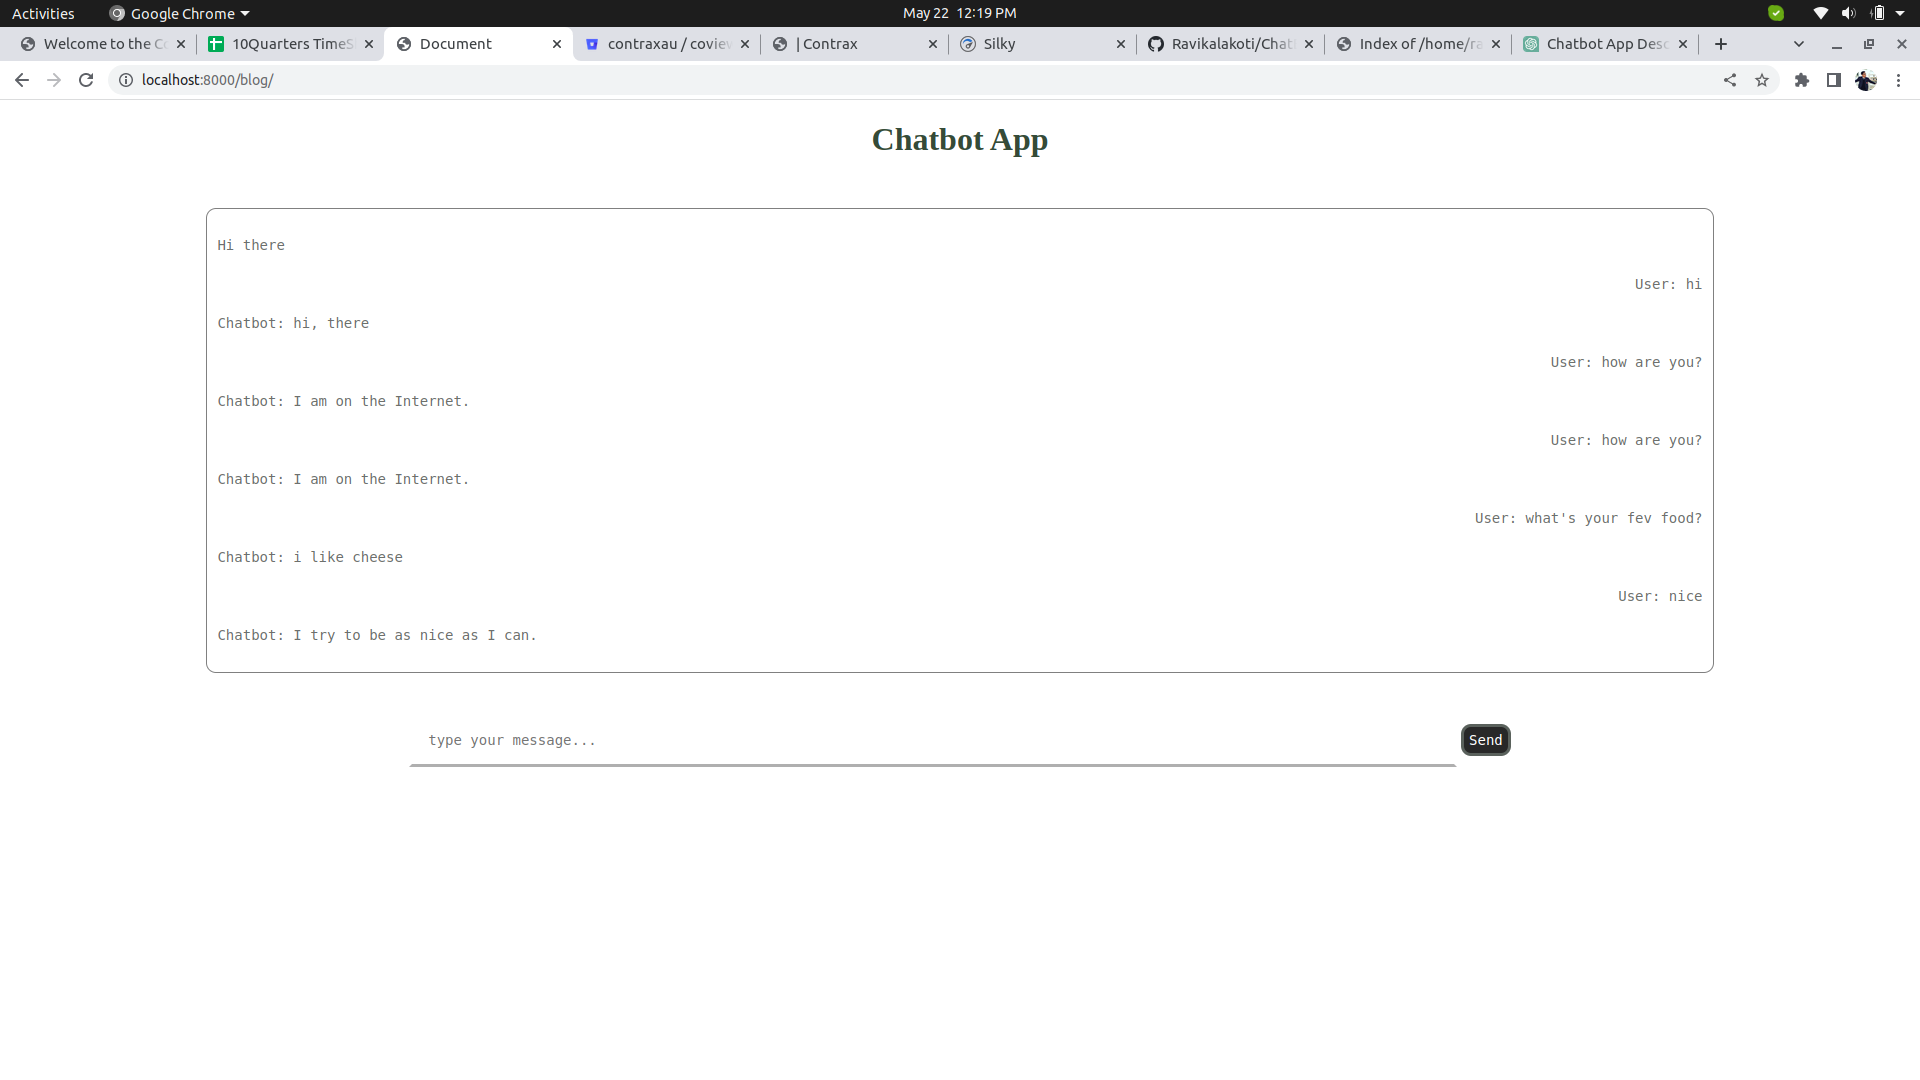 Activities Google Chrome May 22 12:19 PM
Welcome to the Co 10Quarters TimeS Document contraxau / coview | Contrax Silky Ravikalakoti/Chat Index of /home/ra Chatbot App Desc
localhost:8000/blog/
Chatbot App
Hi there
User: hi
Chatbot: hi, there
User: how are you?
Chatbot: I am on the Internet.
User: how are you?
Chatbot: I am on the Internet.
User: what's your fev food?
Chatbot: i like cheese
User: nice
Chatbot: I try to be as nice as I can.
type your message... Send